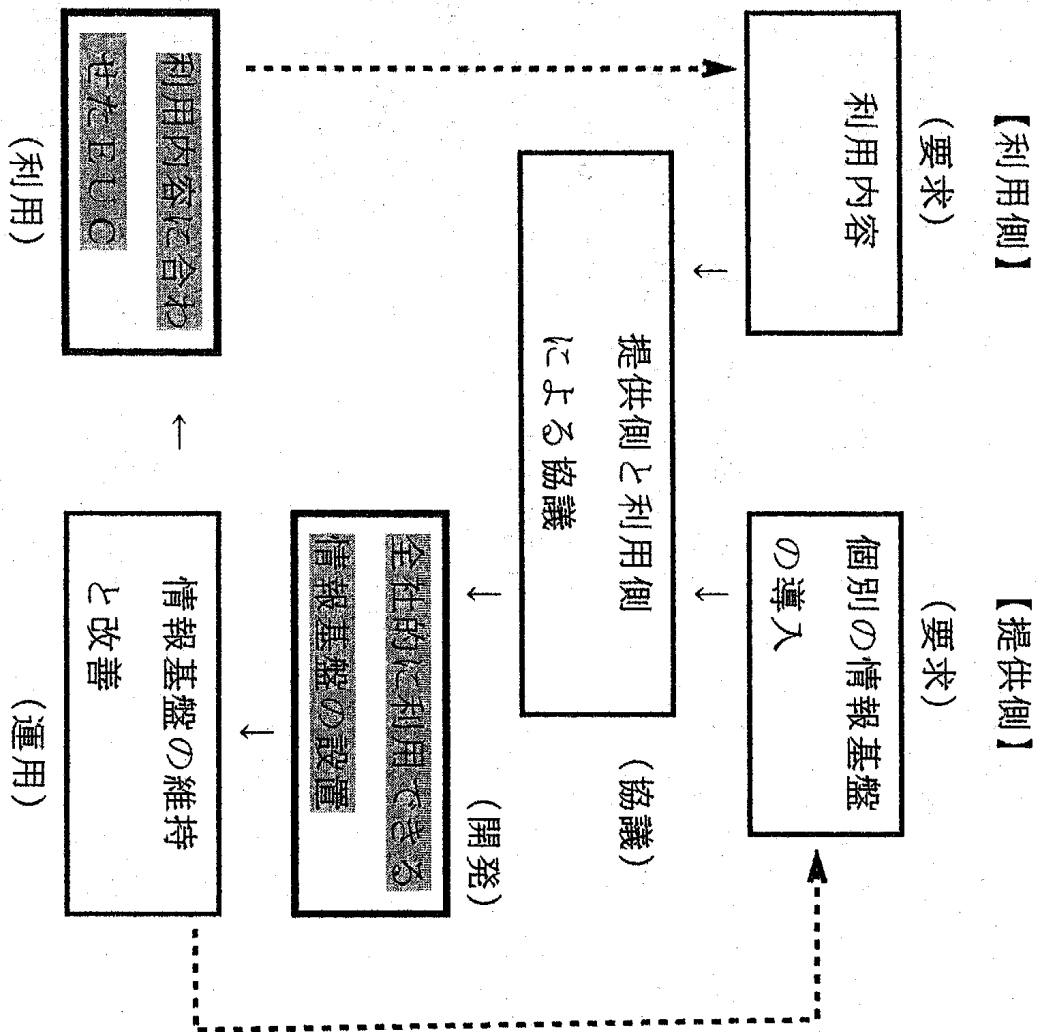 【利用側】
【提供側】
(要求)
(要求)
利用内容
個別の情報基盤
の導入
↓
↓
提供側と利用側
による協議
(協議)
↓
(開発)
全社的に利用できる
情報基盤の設置
↓
利用内容に合わ
せたEUC
←
情報基盤の維持
と改善
(利用)
(運用)